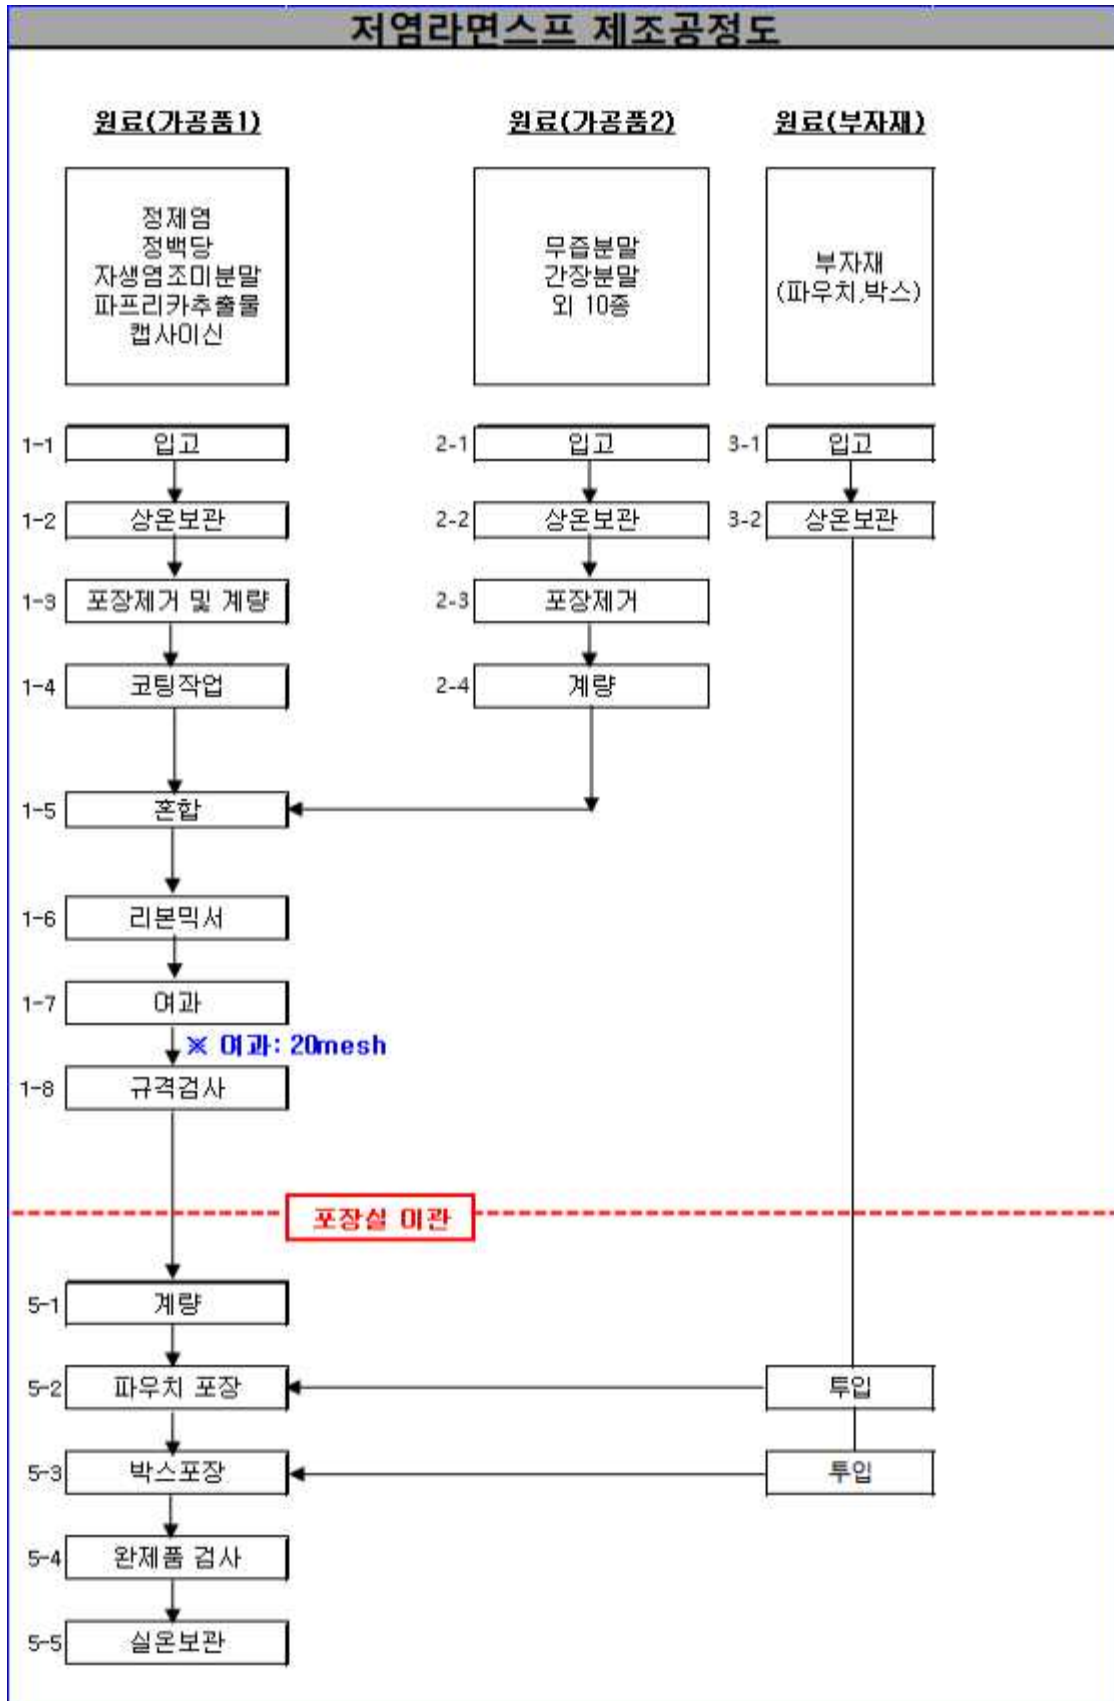 저염라면스프 제조공정도
원료(가공품1)
원료(가공품2)
원료(부자재)
정제염
정백당
자생염조미분말
파프리카추출물
캡사이신
무즙분말
간장분말
외 10종
부자재
(파우치,박스)
1-1 입고
2-1 입고
3-1 입고
1-2 상온보관
2-2 상온보관
3-2 상온보관
1-3 포장제거 및 계량
2-3 포장제거
1-4 코팅작업
2-4 계량
1-5 혼합
1-6 리본믹서
1-7 여과
※ 여과: 20mesh
1-8 규격검사
포장실 이관
5-1 계량
5-2 파우치 포장
투입
5-3 박스포장
투입
5-4 완제품 검사
5-5 실온보관